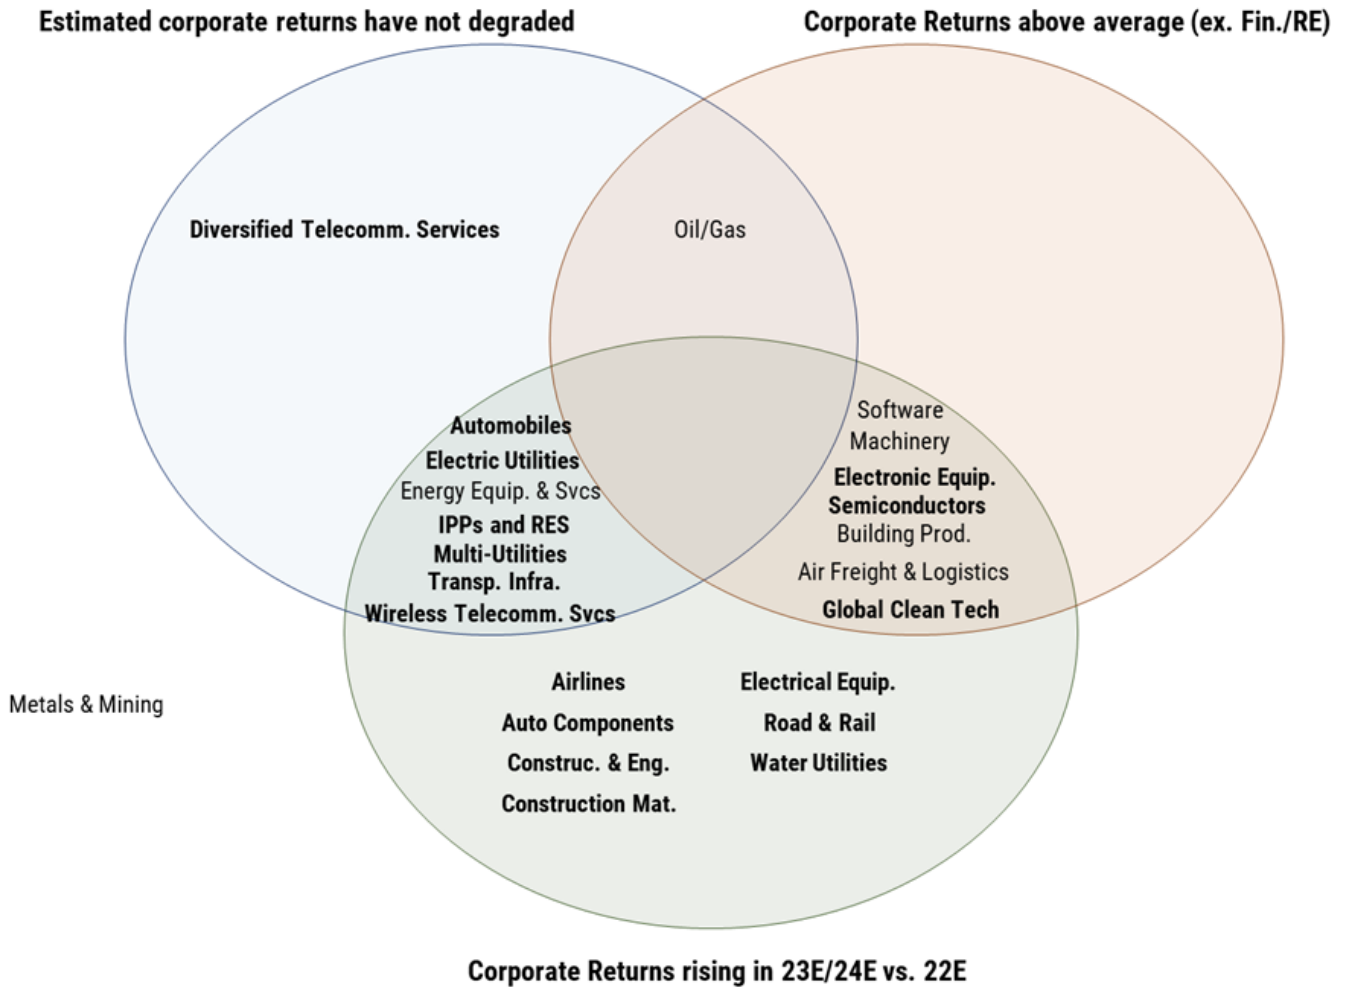 Estimated corporate returns have not degraded
Corporate Returns above average (ex. Fin./RE)
Diversified Telecomm. Services
Oil/Gas
Automobiles
Electric Utilities
Energy Equip. & Svcs
IPPs and RES
Multi-Utilities
Transp. Infra.
Wireless Telecomm. Svcs
Software
Machinery
Electronic Equip.
Semiconductors
Building Prod.
Air Freight & Logistics
Global Clean Tech
Metals & Mining
Airlines
Auto Components
Construc. & Eng.
Construction Mat.
Electrical Equip.
Road & Rail
Water Utilities
Corporate Returns rising in 23E/24E vs. 22E